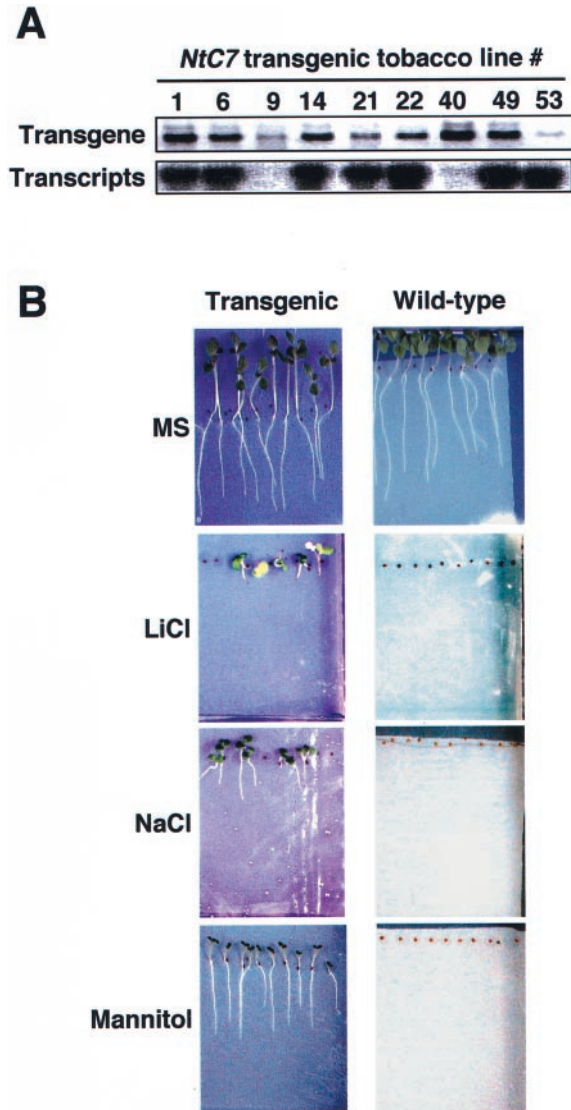 A
NtC7 transgenic tobacco line #
1 6 9 14 21 22 40 49 53
Transgene
Transcripts
B
Transgenic Wild-type
MS
LiCl
NaCl
Mannitol